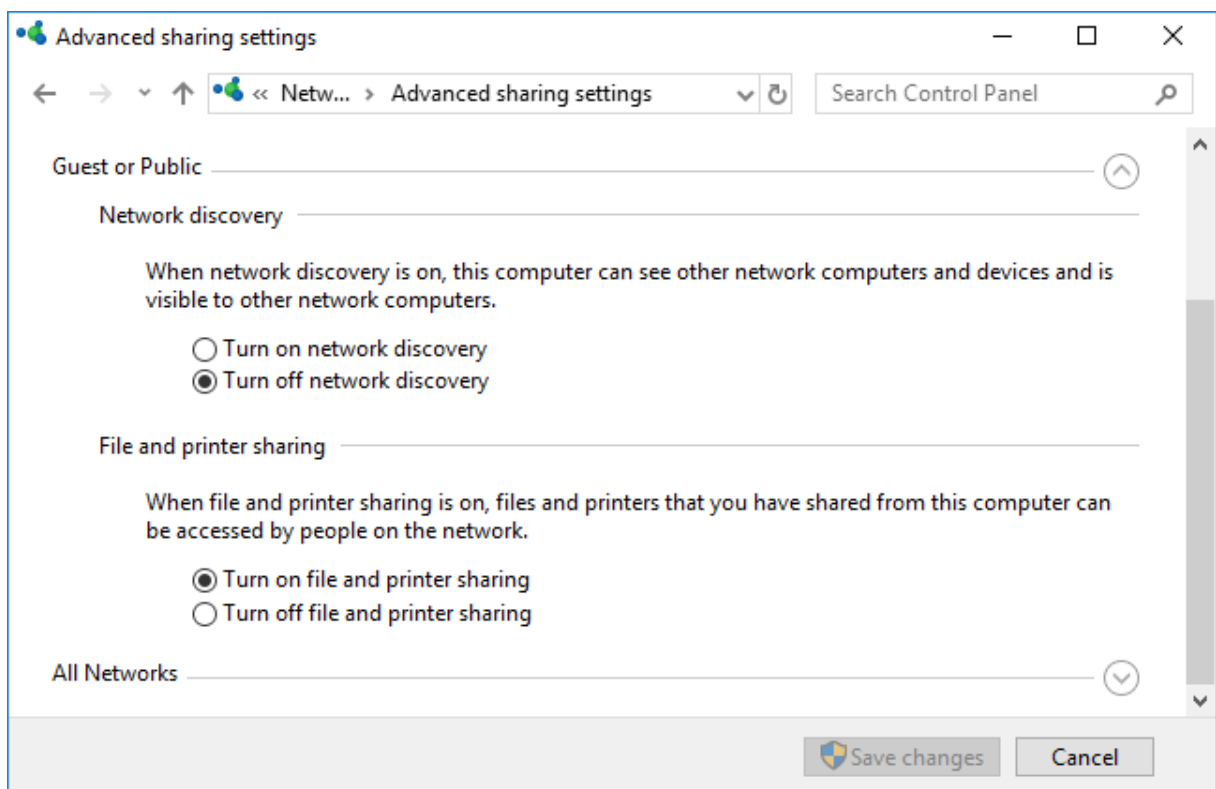 Advanced sharing settings
« Netw... > Advanced sharing settings
Search Control Panel
Guest or Public
Network discovery
When network discovery is on, this computer can see other network computers and devices and is
visible to other network computers.
Turn on network discovery
Turn off network discovery
File and printer sharing
When file and printer sharing is on, files and printers that you have shared from this computer can
be accessed by people on the network.
Turn on file and printer sharing
Turn off file and printer sharing
All Networks
Save changes
Cancel